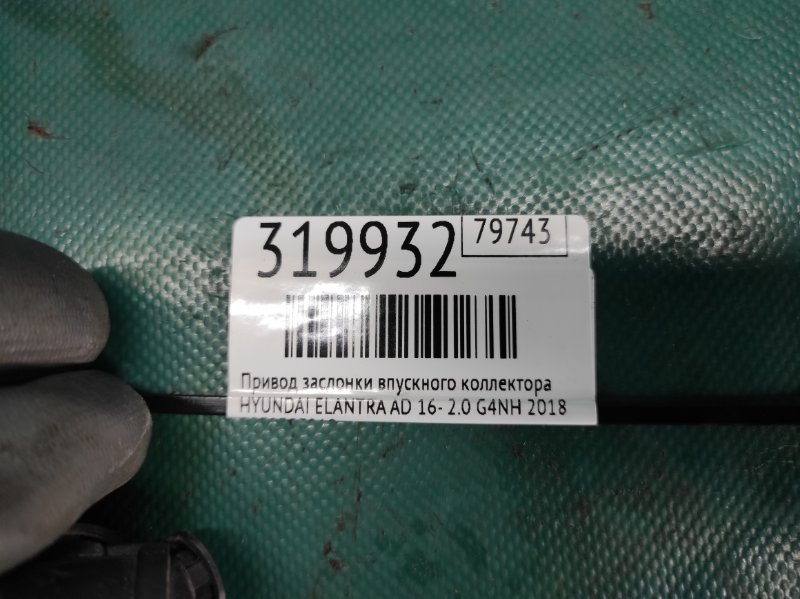 319932
79743
Привод заслонки впускного коллектора
HYUNDAI ELANTRA AD 16- 2.0 G4NH 2018